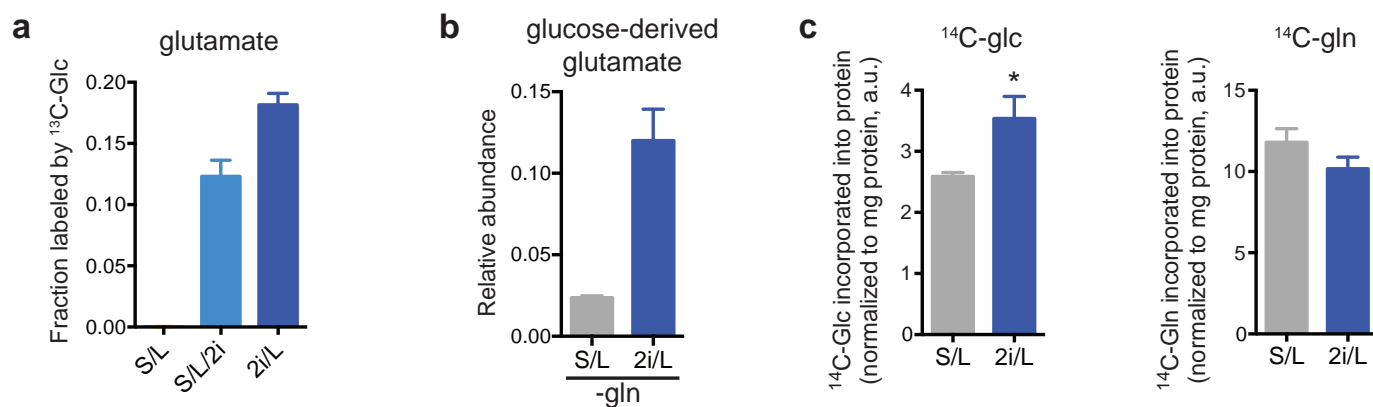 a
glutamate
Fraction labeled by ¹³C-Glc
0.20
0.15
0.10
0.05
0.00
S/L
S/L/2i
2i/L
b
glucose-derived
glutamate
Relative abundance
0.15
0.10
0.05
0.00
S/L
2i/L
-gln
c
¹⁴C-glc
¹⁴C-Glc incorporated into protein
(normalized to mg protein, a.u.)
4
3
2
1
0
*
S/L
2i/L
¹⁴C-gln
¹⁴C-Gln incorporated into protein
(normalized to mg protein, a.u.)
15
10
5
0
S/L
2i/L